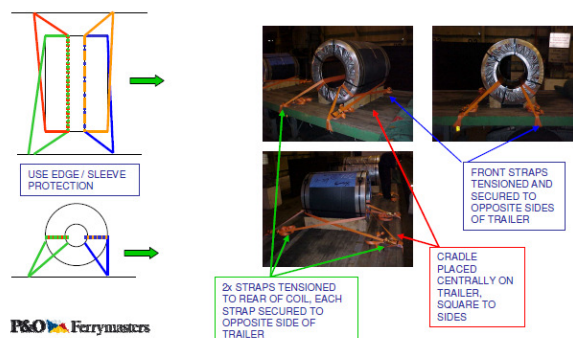 USE EDGE / SLEEVE
PROTECTION
FRONT STRAPS
TENSIONED AND
SECURED TO
OPPOSITE SIDES
OF TRAILER
CRADLE
PLACED
CENTRALLY ON
TRAILER,
SQUARE TO
SIDES
2x STRAPS TENSIONED
TO REAR OF COIL, EACH
STRAP SECURED TO
OPPOSITE SIDE OF
TRAILER
P&O Ferrymasters